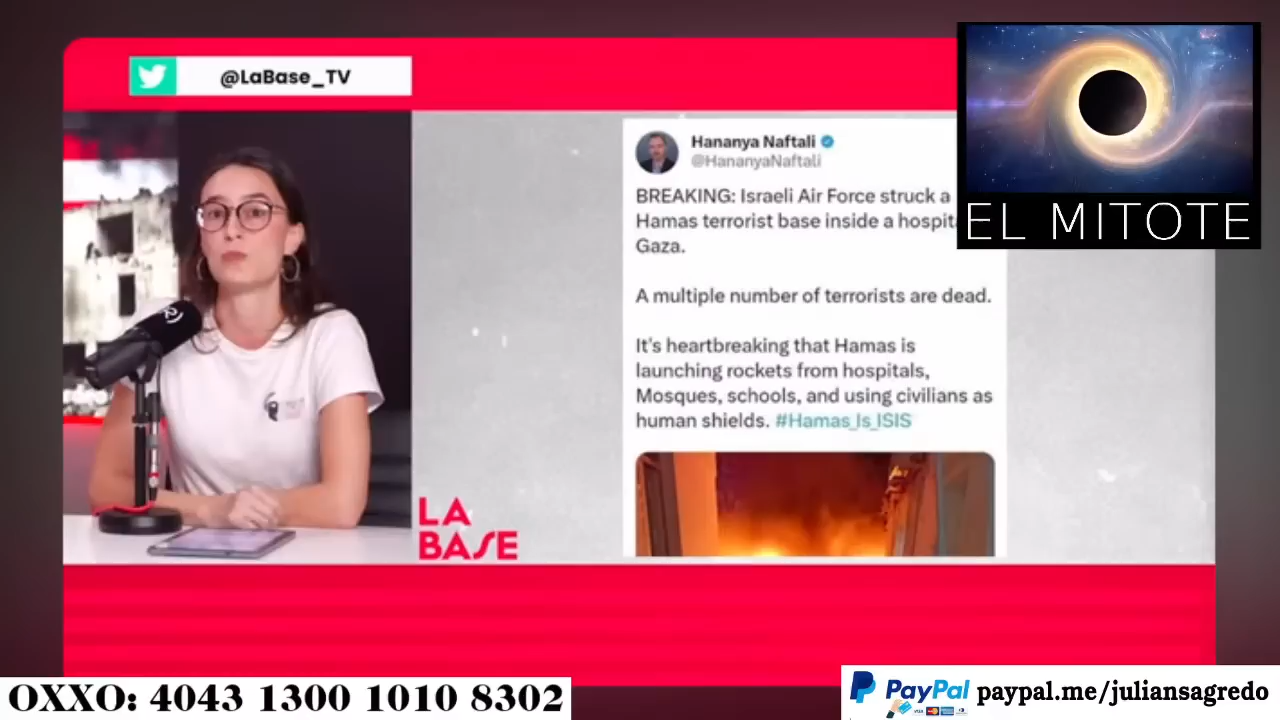 @LaBase_TV
Hananya Naftali
@HananyaNaftali
BREAKING: Israeli Air Force struck a
Hamas terrorist base inside a
Gaza.
A multiple number of terrorists are dead.
It's heartbreaking that Hamas is
launching rockets from hospitals,
Mosques, schools, and using civilians as
human shields. #Hamas_Is_ISIS
EL MITOTE
LA
BASE
OXXO: 4043 1300 1010 8302
PayPal paypal.me/juliansagredo